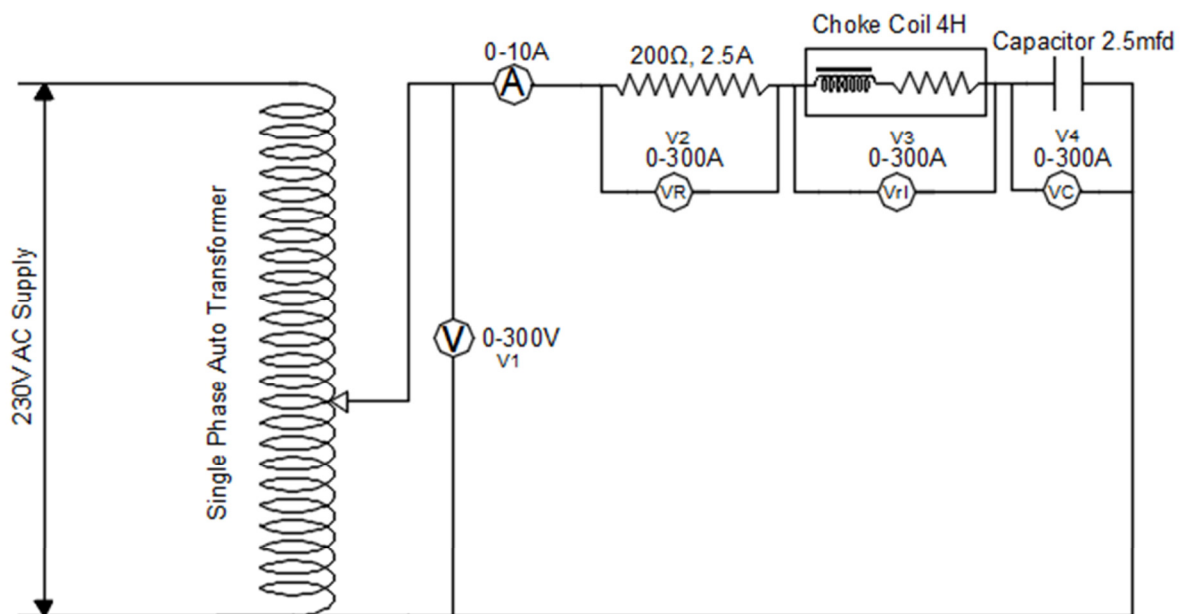 230V AC Supply
Single Phase Auto Transformer
0-10A
A
200Ω, 2.5A
V2
0-300A
VR
Choke Coil 4H
V3
0-300A
Vrl
Capacitor 2.5mfd
V4
0-300A
VC
V
0-300V
V1